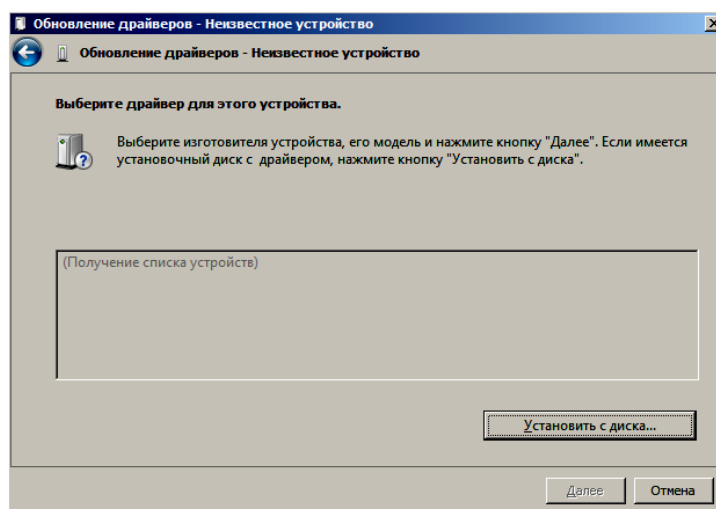 Обновление драйверов - Неизвестное устройство
Обновление драйверов - Неизвестное устройство
Выберите драйвер для этого устройства.
Выберите изготовителя устройства, его модель и нажмите кнопку "Далее". Если имеется
установочный диск с драйвером, нажмите кнопку "Установить с диска".
(Получение списка устройств)
Установить с диска...
Далее
Отмена